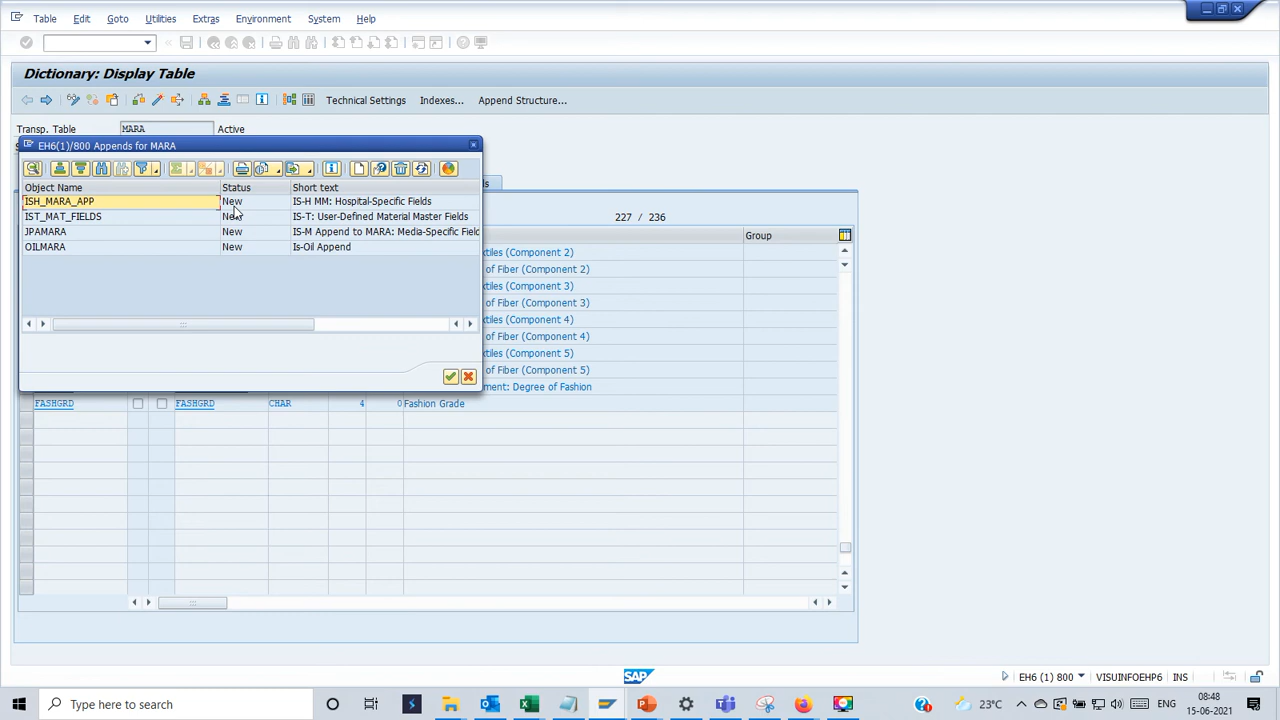 Table Edit Goto Utilities Extras Environment System Help
Dictionary: Display Table
Technical Settings Indexes... Append Structure...
Transp. Table MARA Active
EH6(1)/800 Appends for MARA
Object Name Status Short text
ISH_MARA_APP New IS-H MM: Hospital-Specific Fields
IST_MAT_FIELDS New IS-T: User-Defined Material Master Fields
JPAMARA New IS-M Append to MARA: Media-Specific Field
OILMARA New Is-Oil Append
227 / 236
Group
xtiles (Component 2)
of Fiber (Component 2)
xtiles (Component 3)
of Fiber (Component 3)
xtiles (Component 4)
of Fiber (Component 4)
xtiles (Component 5)
of Fiber (Component 5)
ment: Degree of Fashion
FASHGRD FASHGRD CHAR 4 0 Fashion Grade
SAP
EH6 (1) 800 VISUINFOEHP6 INS
Type here to search
23°C
ENG
08:48
15-06-2021